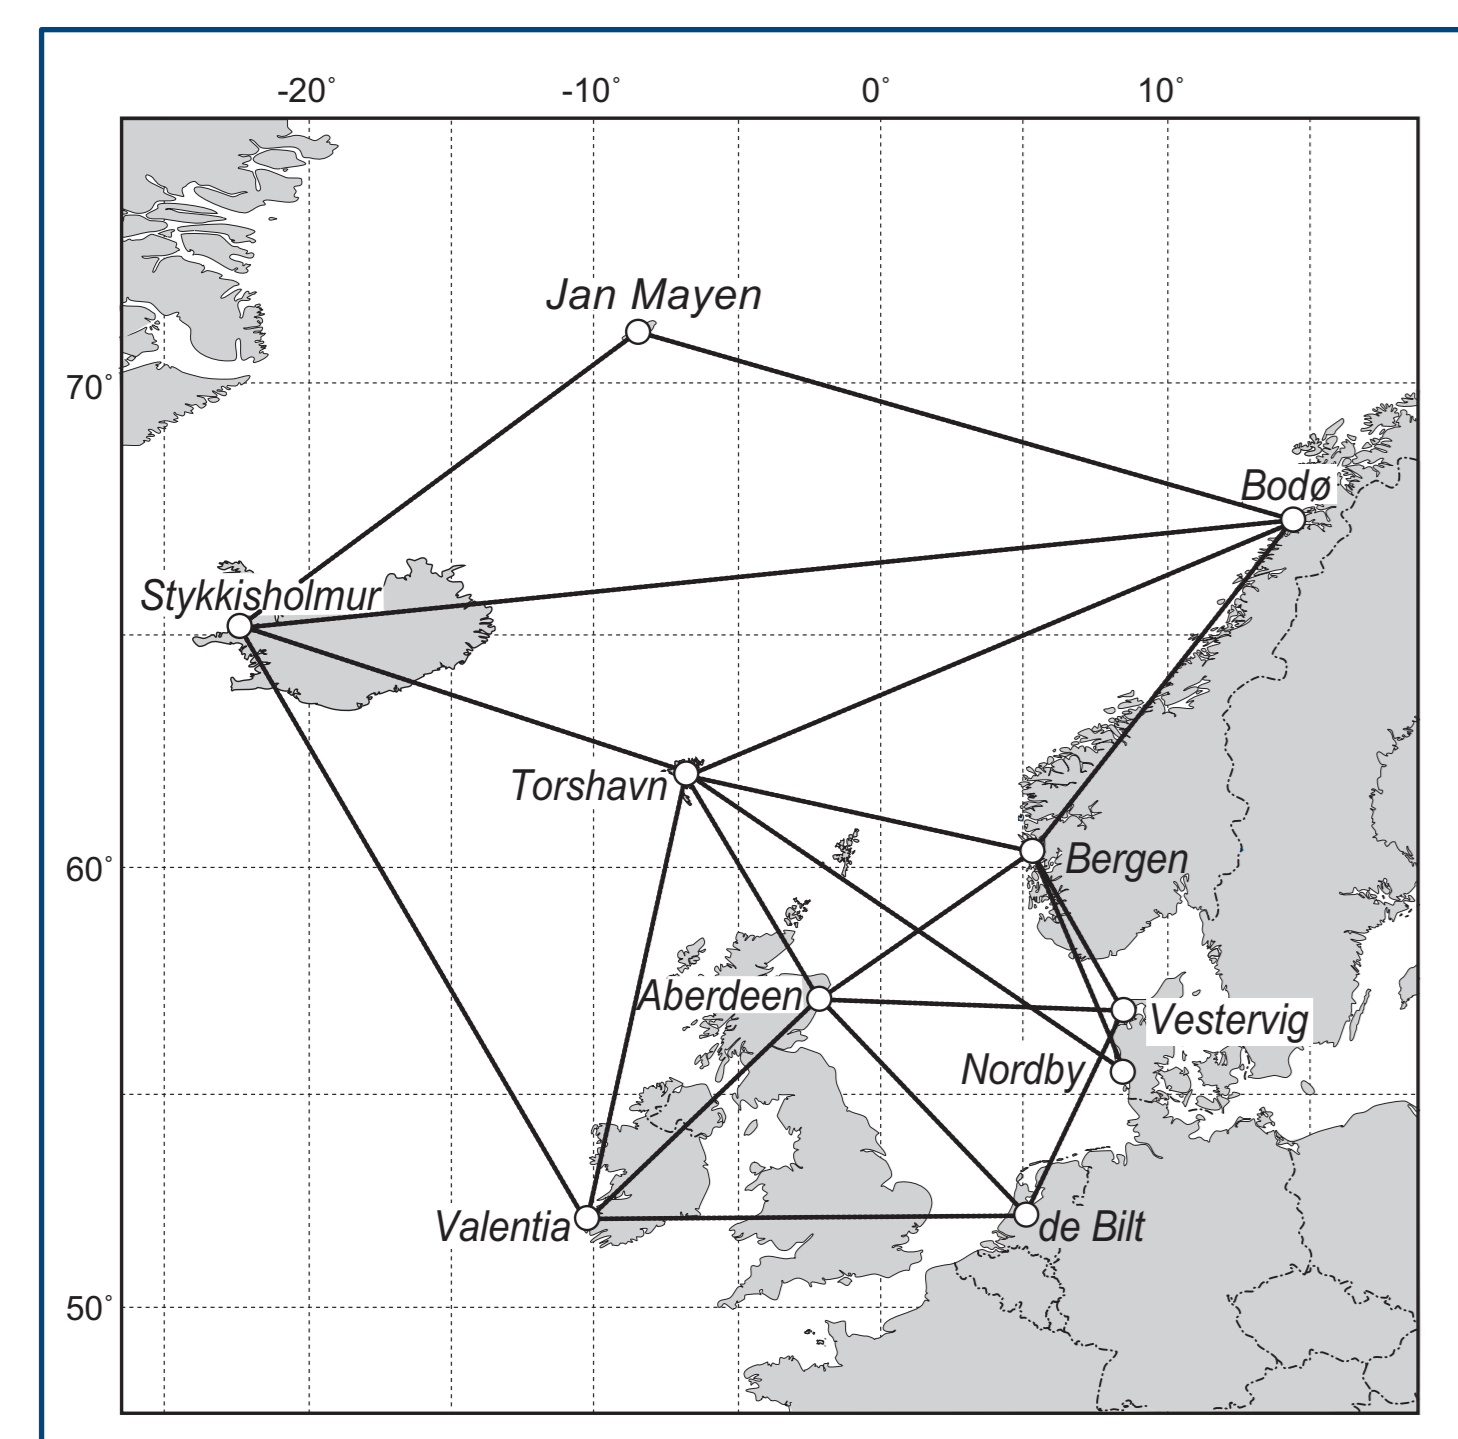 -20° -10° 0° 10°
Jan Mayen
70°
Bodø
Stykkisholmur
Torshavn
60°
Bergen
Aberdeen
Vestervig
Nordby
Valentia
de Bilt
50°